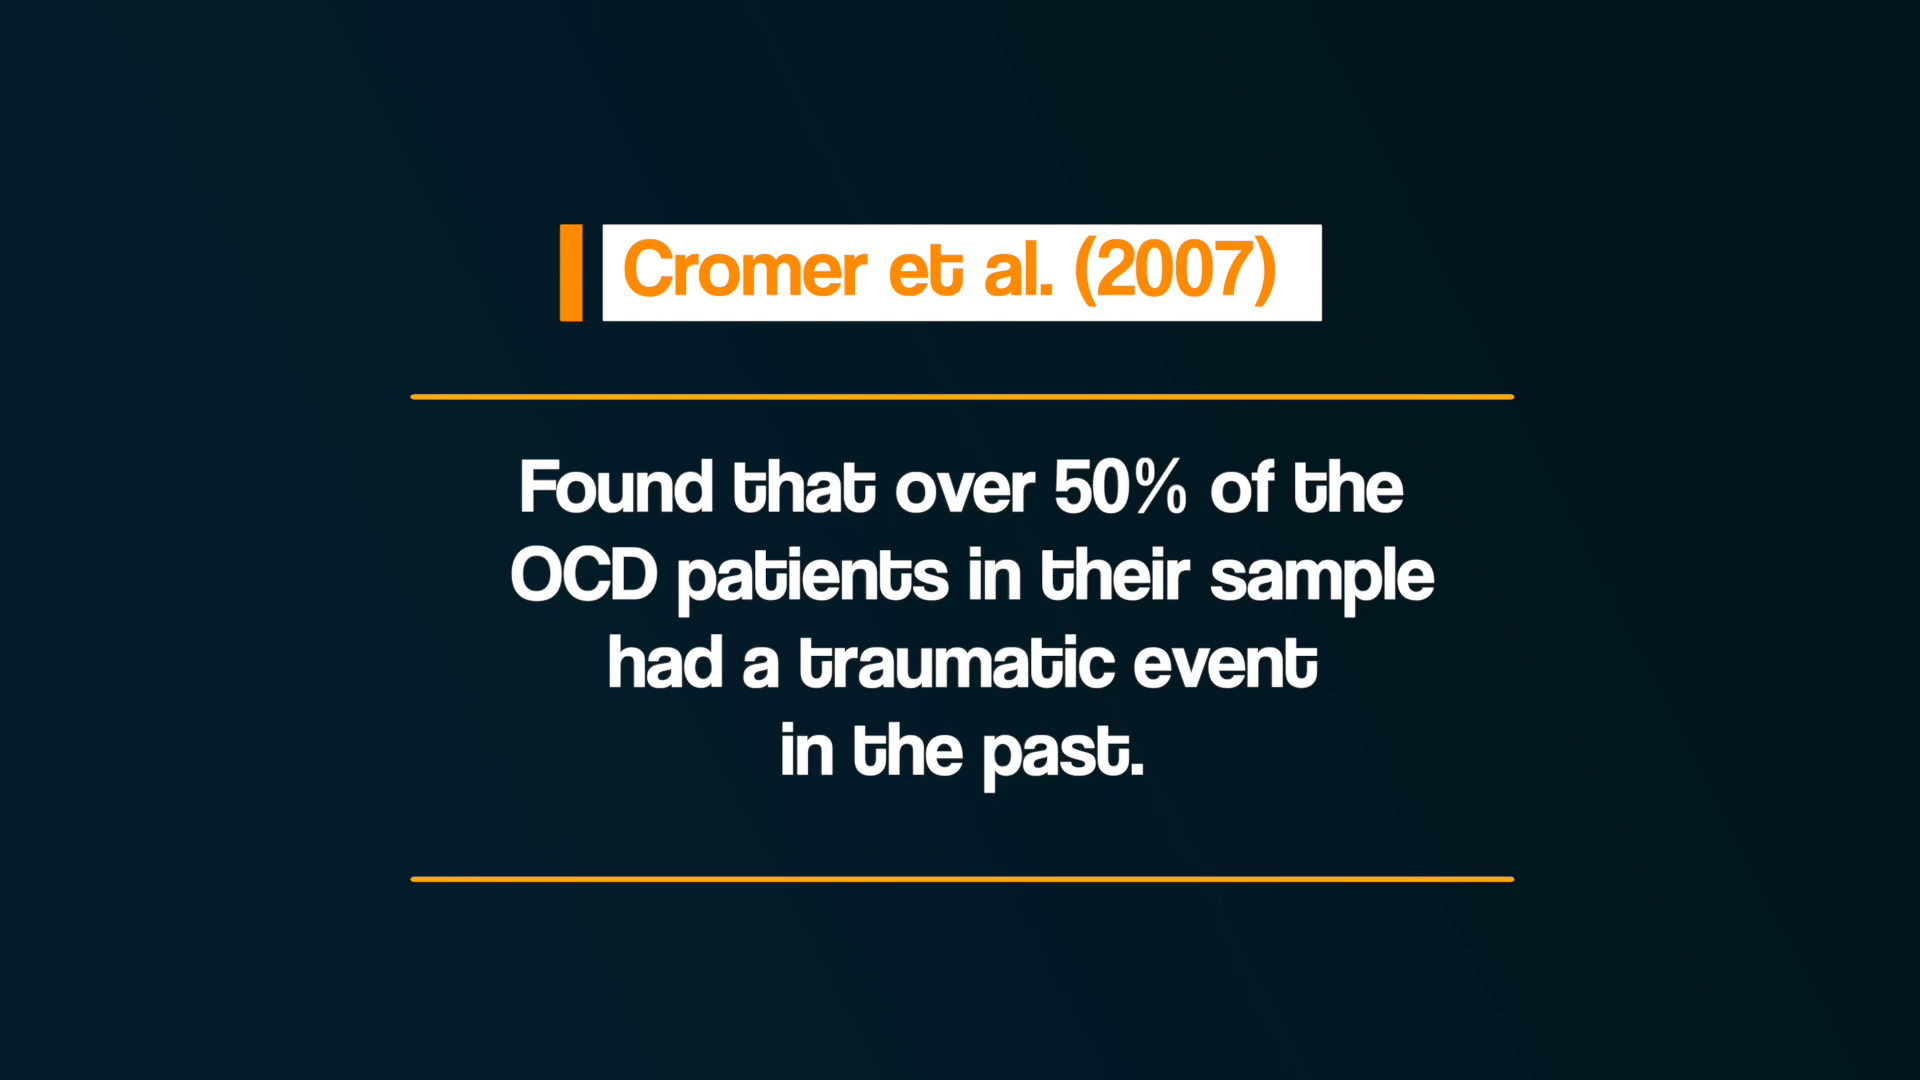 Cromer et al. (2007)
Found that over 50% of the
OCD patients in their sample
had a traumatic event
in the past.